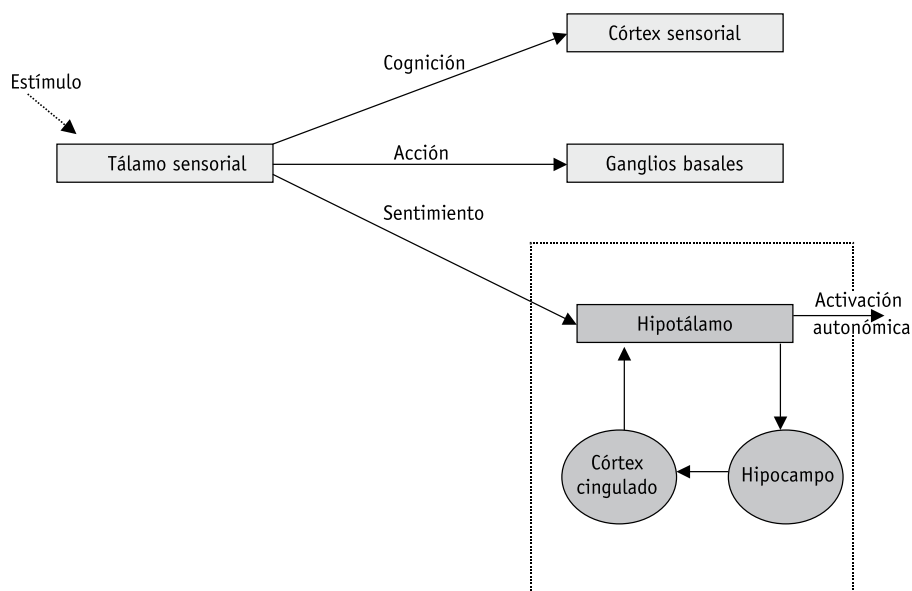 Córtex sensorial
Cognición
Estímulo
Tálamo sensorial
Acción
Ganglios basales
Sentimiento
Activación
autonómica
Hipotálamo
Córtex
cingulado
Hipocampo